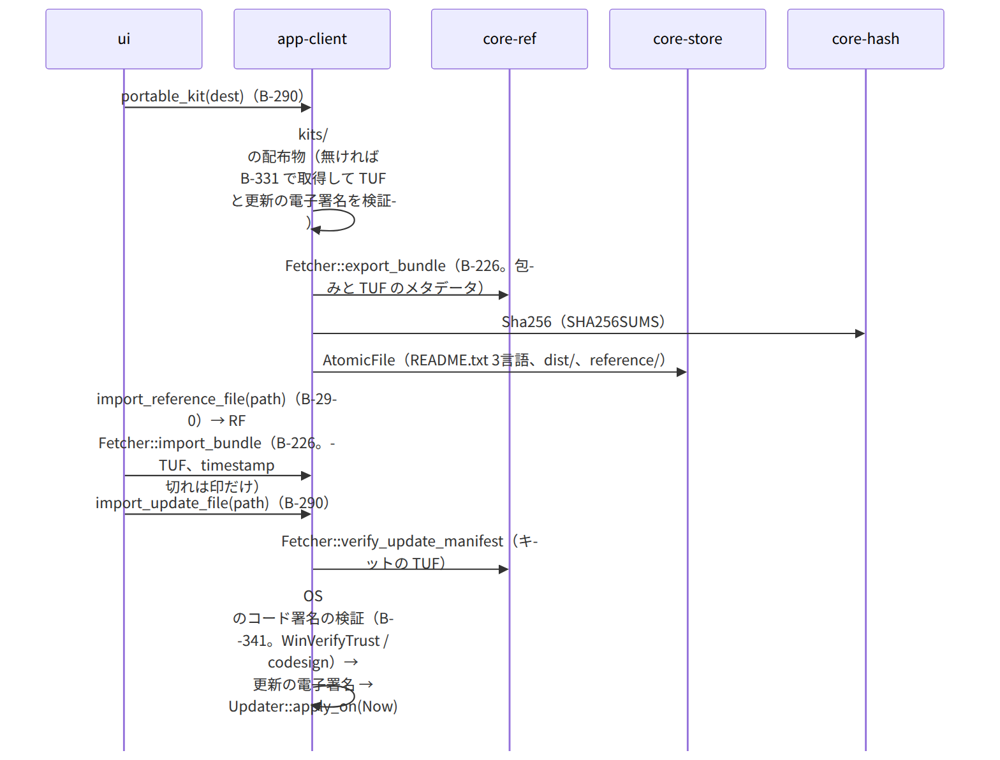 ui
app-client
core-ref
core-store
core-hash
portable_kit(dest)（B-290）
kits/
の配布物（無ければ
B-331 で取得して TUF
と更新の電子署名を検証-
）
Fetcher::export_bundle（B-226。包-
みと TUF のメタデータ）
Sha256（SHA256SUMS）
AtomicFile（README.txt 3言語、dist/、reference/）
import_reference_file(path)（B-29-
0）→ RF
Fetcher::import_bundle（B-226。-
TUF、timestamp
切れは印だけ）
import_update_file(path)（B-290）
Fetcher::verify_update_manifest（キ-
ットの TUF）
OS
のコード署名の検証（B-
-341。WinVerifyTrust /
codesign）→
更新の電子署名 →
Updater::apply_on(Now)